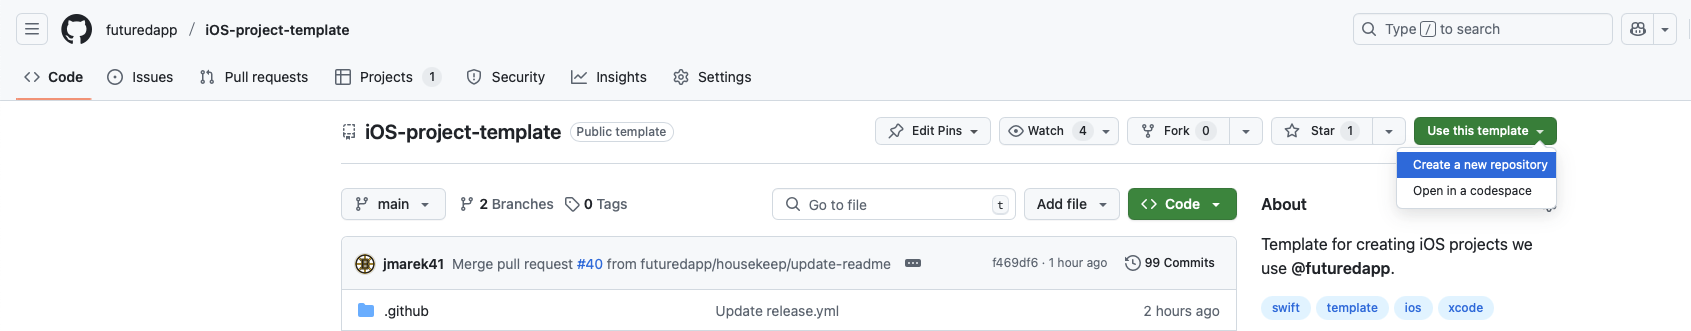 futuredapp / iOS-project-template
Type / to search
Code Issues Pull requests Projects 1 Security Insights Settings
iOS-project-template Public template
Edit Pins Watch 4 Fork 0 Star 1 Use this template
Create a new repository
Open in a codespace
main 2 Branches 0 Tags Go to file t Add file Code
jmarek41 Merge pull request #40 from futuredapp/housekeep/update-readme f469df6 · 1 hour ago 99 Commits
.github Update release.yml 2 hours ago
About
Template for creating iOS projects we
use @futuredapp.
swift template ios xcode